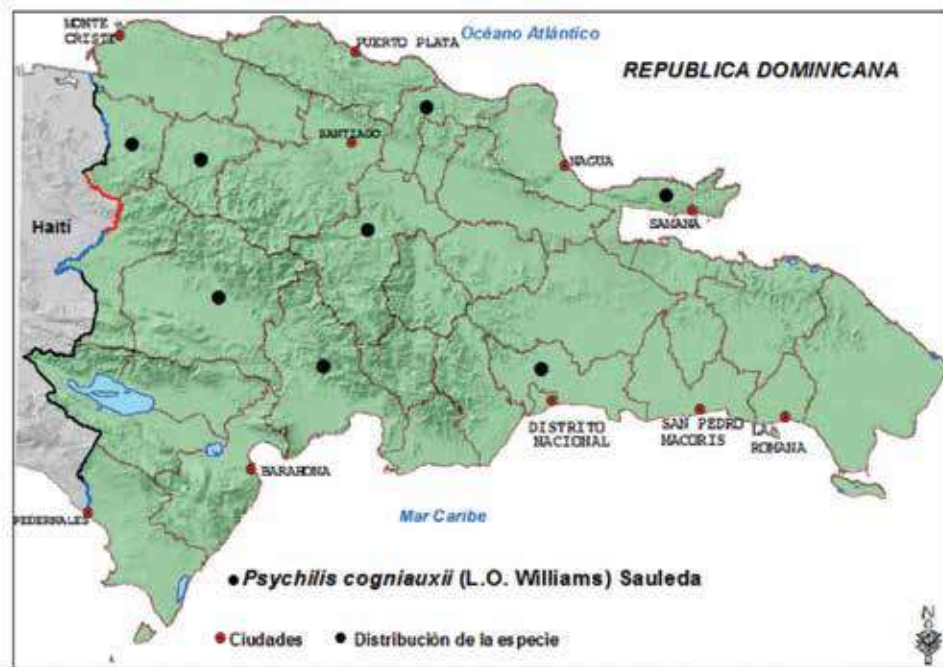 MONTE
CRISTI
PUERTO PLATA
Océano Atlántico
REPUBLICA DOMINICANA
SANTIAGO
NAGUA
SAMANA
Haití
DISTRITO
NACIONAL
SAN PEDRO
MACORIS
LA
ROMANA
BARAHONA
PEDERNALES
Mar Caribe
Psychilis cogniauxii (L.O. Williams) Sauleda
Ciudades
Distribución de la especie